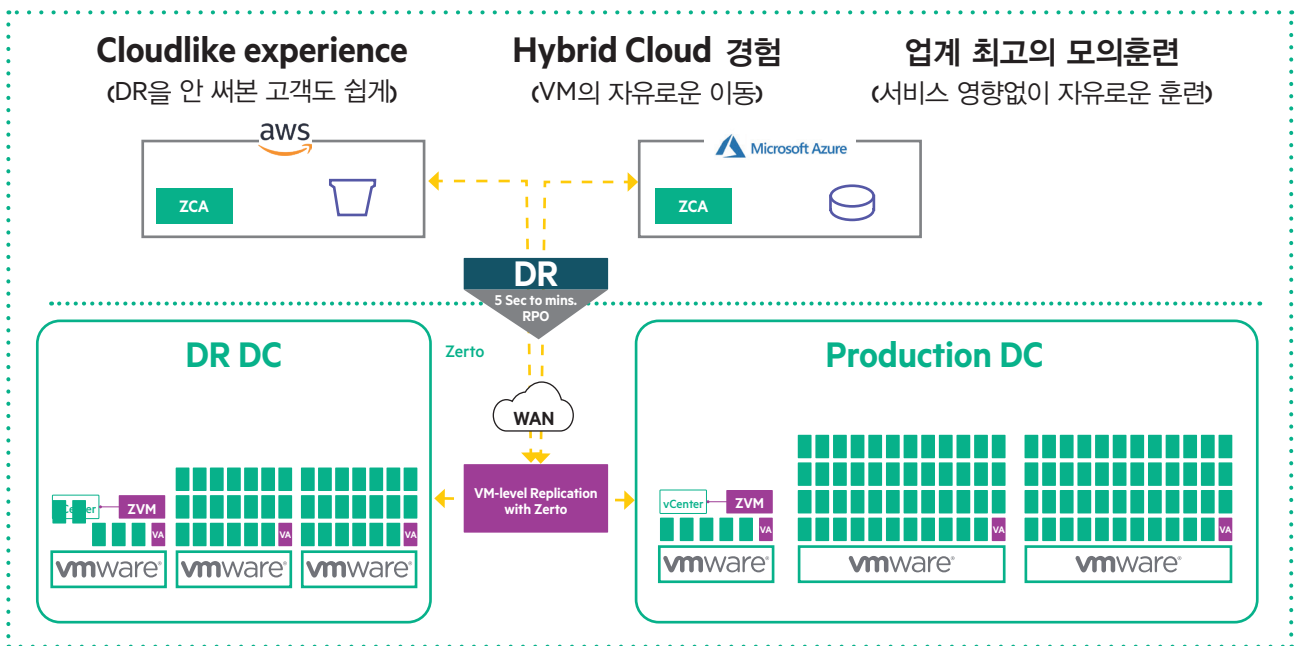 Cloudlike experience
(DR을 안 써본 고객도 쉽게)
Hybrid Cloud 경험
(VM의 자유로운 이동)
업계 최고의 모의훈련
(서비스 영향없이 자유로운 훈련)
aws
ZCA
Microsoft Azure
ZCA
DR
5 Sec to mins.
RPO
DR DC
Zerto
WAN
VM-level Replication
with Zerto
ZVM
VA
VA
VA
vmware®
vmware®
vmware®
Production DC
vCenter
ZVM
VA
VA
VA
vmware®
vmware®
vmware®